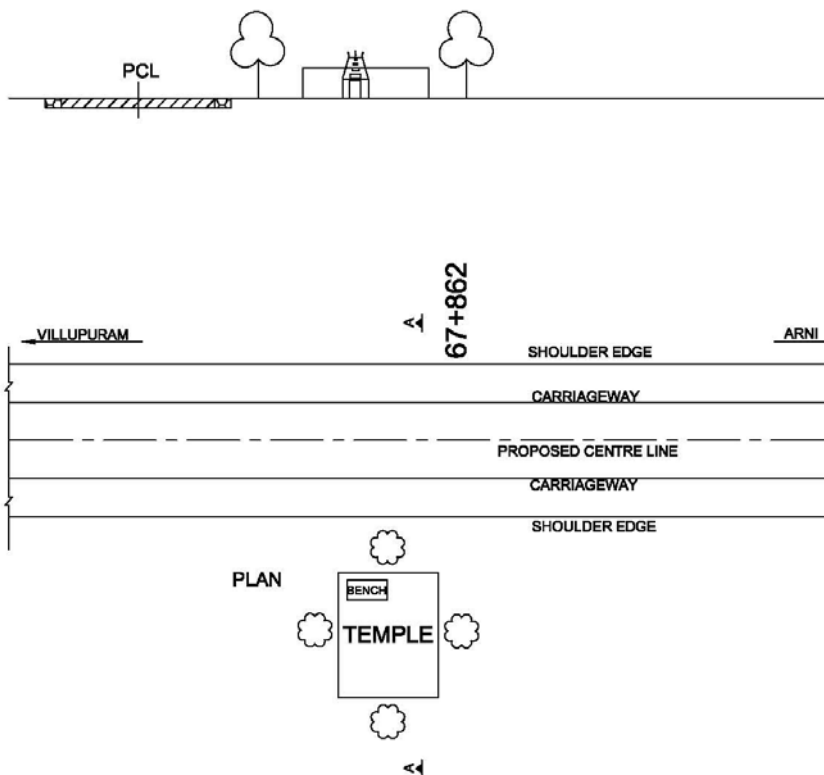 PCL
A
67+862
VILLUPURAM
ARNI
SHOULDER EDGE
CARRIAGEWAY
PROPOSED CENTRE LINE
CARRIAGEWAY
SHOULDER EDGE
PLAN
BENCH
TEMPLE
A